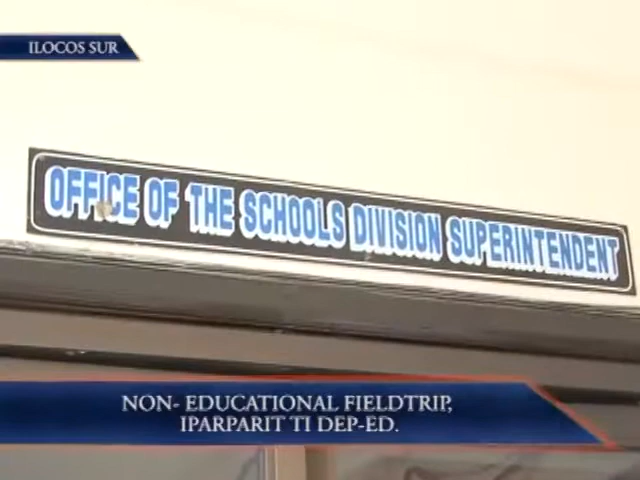 ILOCOS SUR
OFFICE OF THE SCHOOLS DIVISION SUPERINTENDENT
NON- EDUCATIONAL FIELDTRIP,
IPARPARIT TI DEP-ED.